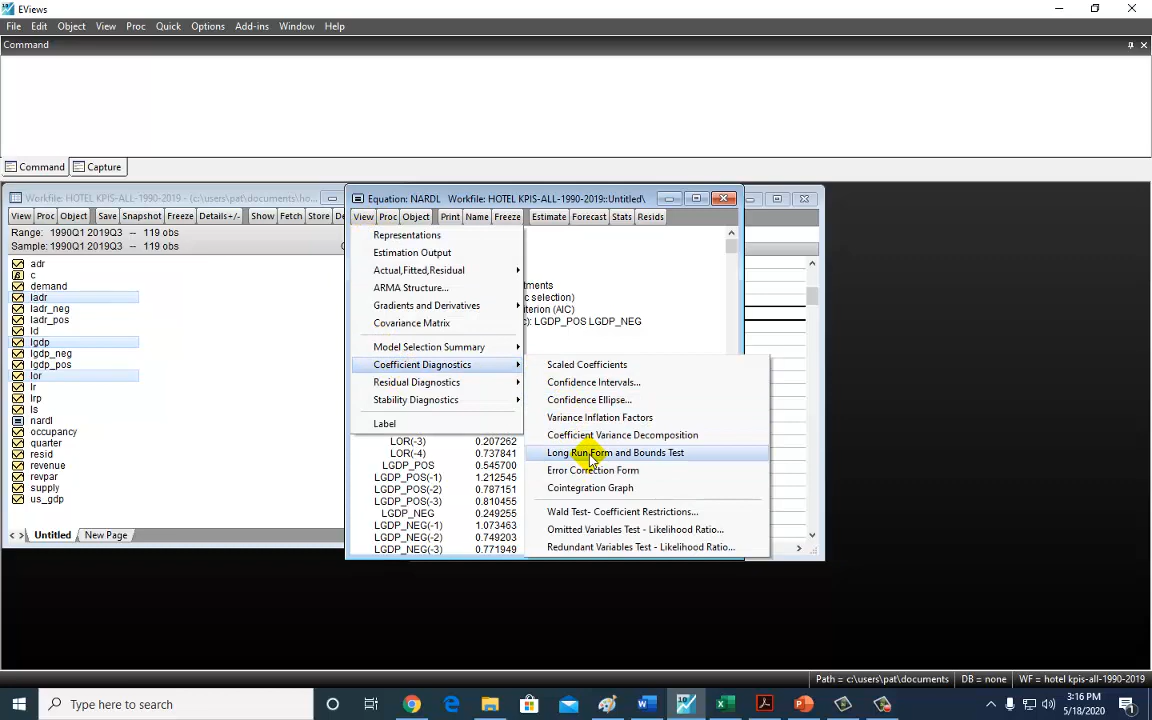 EViews
File Edit Object View Proc Quick Options Add-ins Window Help
Command
Command Capture
Workfile: HOTEL KPIS-ALL-1990-2019 - (c:\users\pat\documents\ho...
View Proc Object Save Snapshot Freeze Details+/- Show Fetch Store De
Range: 1990Q1 2019Q3 -- 119 obs
Sample: 1990Q1 2019Q3 -- 119 obs
adr
c
demand
ladr
ladr_neg
ladr_pos
ld
lgdp
lgdp_neg
lgdp_pos
lor
lr
lrp
ls
nardl
occupancy
quarter
resid
revenue
revpar
supply
us_gdp
Untitled New Page
Equation: NARDL Workfile: HOTEL KPIS-ALL-1990-2019::Untitled\
View Proc Object Print Name Freeze Estimate Forecast Stats Resids
Representations
Estimation Output
Actual,Fitted,Residual
ARMA Structure...
Gradients and Derivatives
Covariance Matrix
Model Selection Summary
Coefficient Diagnostics
Residual Diagnostics
Stability Diagnostics
Label
tments
c selection)
iterion (AIC)
c): LGDP_POS LGDP_NEG
Scaled Coefficients
Confidence Intervals...
Confidence Ellipse...
Variance Inflation Factors
Coefficient Variance Decomposition
Long Run Form and Bounds Test
Error Correction Form
Cointegration Graph
Wald Test- Coefficient Restrictions...
Omitted Variables Test - Likelihood Ratio...
Redundant Variables Test - Likelihood Ratio...
LOR(-3) 0.207262
LOR(-4) 0.737841
LGDP_POS 0.545700
LGDP_POS(-1) 1.212545
LGDP_POS(-2) 0.787151
LGDP_POS(-3) 0.810455
LGDP_NEG 0.249255
LGDP_NEG(-1) 1.073463
LGDP_NEG(-2) 0.749203
LGDP_NEG(-3) 0.771949
Path = c:\users\pat\documents DB = none WF = hotel kpis-all-1990-2019
Type here to search
3:16 PM
5/18/2020
1